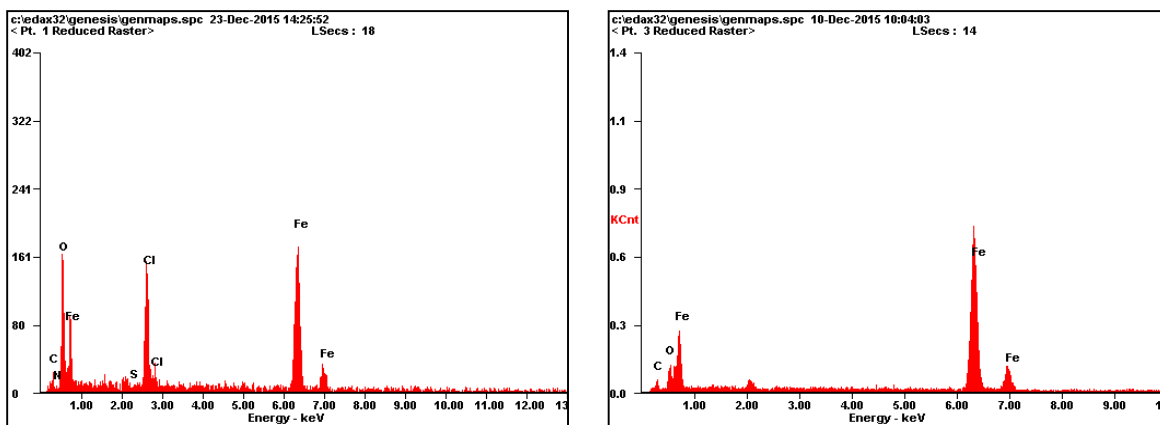 c:\edax32\genesis\genmaps.spc 23-Dec-2015 14:25:52
< Pt. 1 Reduced Raster> LSecs : 18
402
322
241
161
80
0
O
Fe
C
N
Cl
Cl
S
Fe
Fe
1.00 2.00 3.00 4.00 5.00 6.00 7.00 8.00 9.00 10.00 11.00 12.00 13
Energy - keV
c:\edax32\genesis\genmaps.spc 10-Dec-2015 10:04:03
< Pt. 3 Reduced Raster> LSecs : 14
1.4
1.1
0.9
KCnt
0.6
0.3
0.0
C
O
Fe
Fe
Fe
1.00 2.00 3.00 4.00 5.00 6.00 7.00 8.00 9.00
Energy - keV